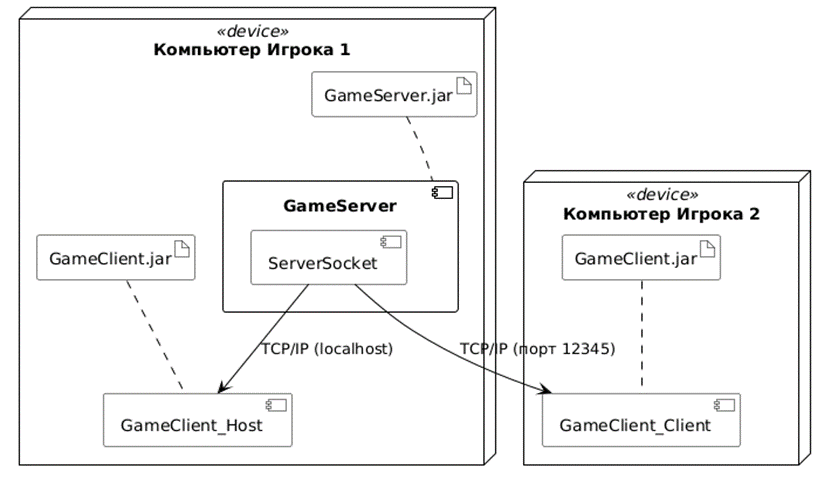 «device»
Компьютер Игрока 1
GameServer.jar
GameServer
ServerSocket
GameClient.jar
TCP/IP (localhost)
GameClient_Host
TCP/IP (порт 12345)
«device»
Компьютер Игрока 2
GameClient.jar
GameClient_Client